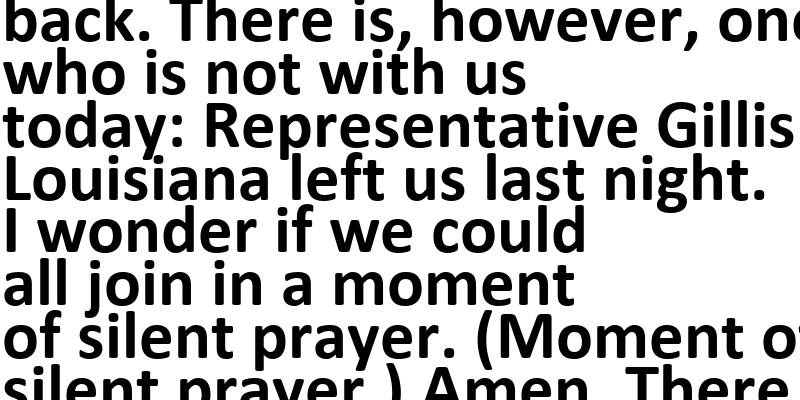 back. There is, however, one
who is not with us
today: Representative Gillis
Louisiana left us last night.
I wonder if we could
all join in a moment
of silent prayer. (Moment of
silent prayer.) Amen. There